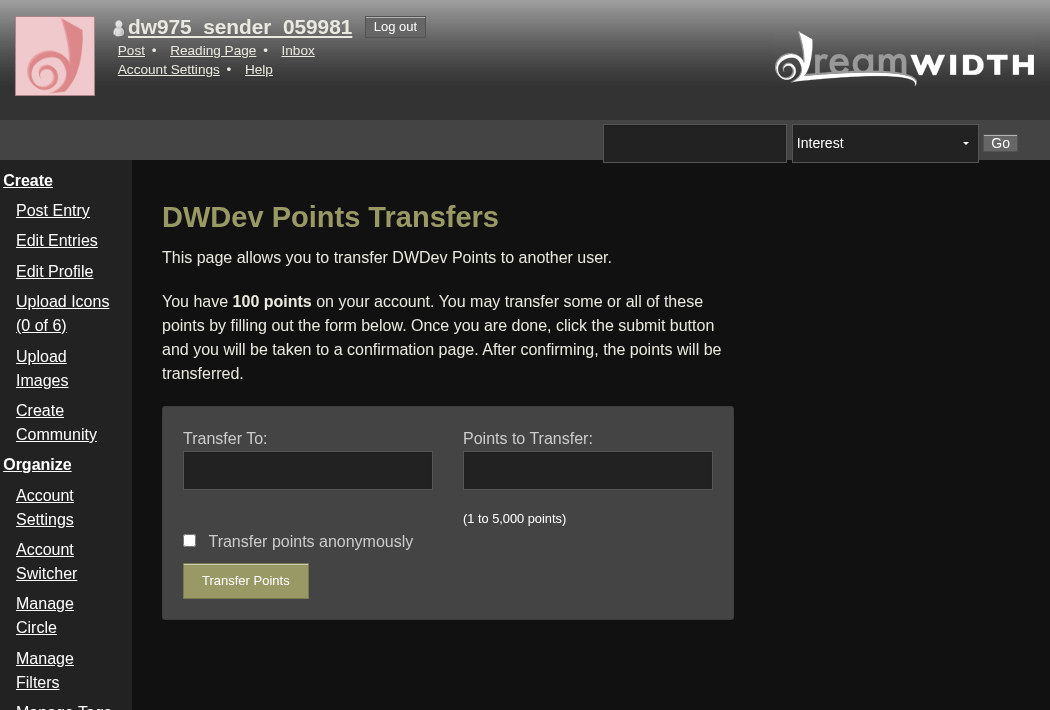 dw975_sender_059981 Log out
Post • Reading Page • Inbox
Account Settings • Help
dreamwidth
Interest Go
Create
Post Entry
Edit Entries
Edit Profile
Upload Icons
(0 of 6)
Upload
Images
Create
Community
Organize
Account
Settings
Account
Switcher
Manage
Circle
Manage
Filters
Manage Tags
DWDev Points Transfers
This page allows you to transfer DWDev Points to another user.
You have 100 points on your account. You may transfer some or all of these
points by filling out the form below. Once you are done, click the submit button
and you will be taken to a confirmation page. After confirming, the points will be
transferred.
Transfer To: Points to Transfer:
(1 to 5,000 points)
Transfer points anonymously
Transfer Points